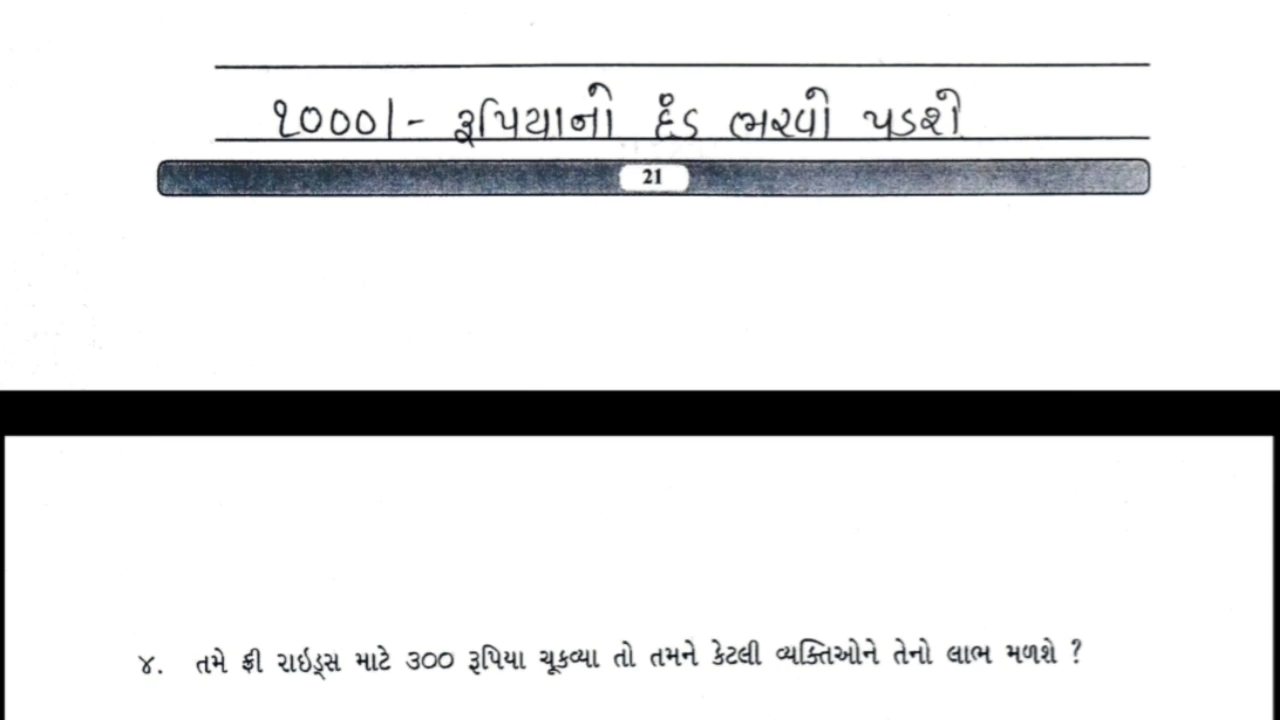 ૨૦૦૦/- રૂપિયાનો દંડ ભરવો પડશે
21
૪. તમે ફ્રી રાઇડ્સ માટે ૩૦૦ રૂપિયા ચૂકવ્યા તો તમને કેટલી વ્યક્તિઓને તેનો લાભ મળશે ?